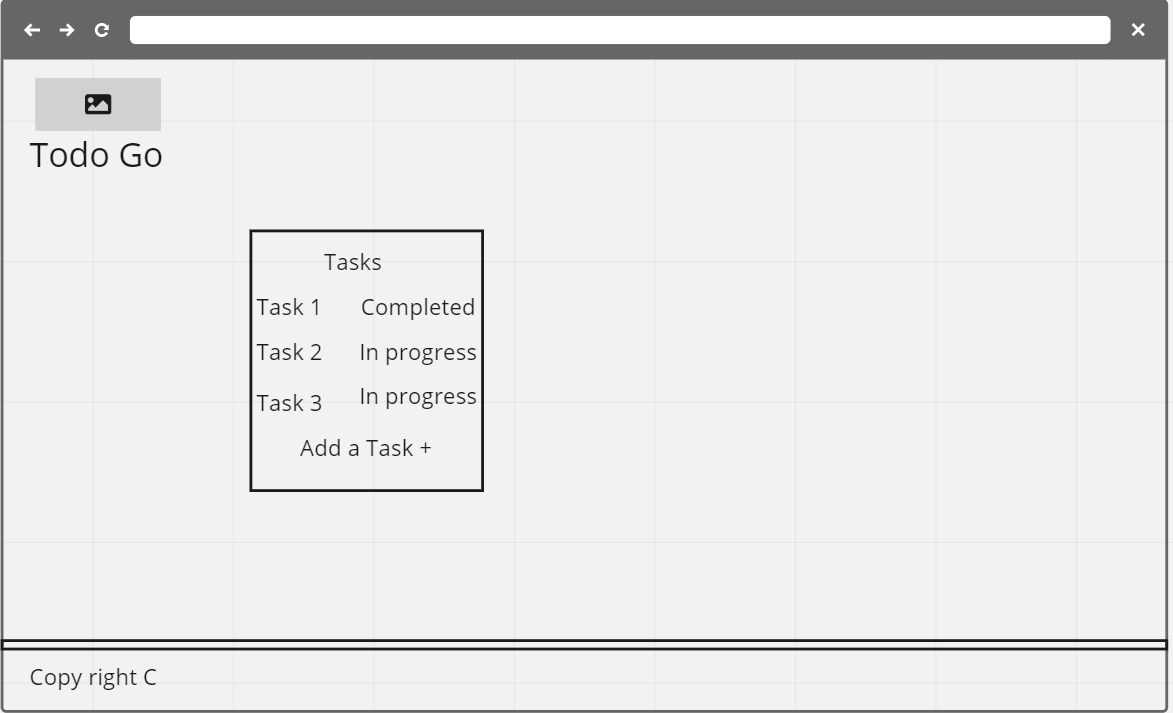 Todo Go
Tasks
Task 1 Completed
Task 2 In progress
Task 3 In progress
Add a Task +
Copy right C